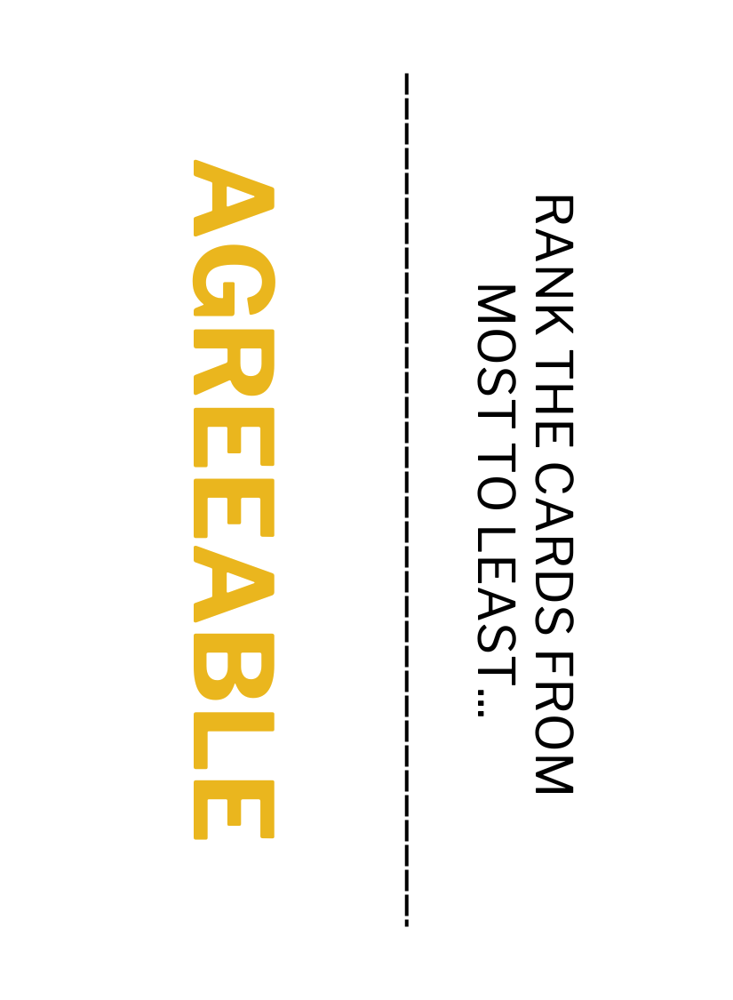 RANK THE CARDS FROM
MOST TO LEAST...
AGREEABLE